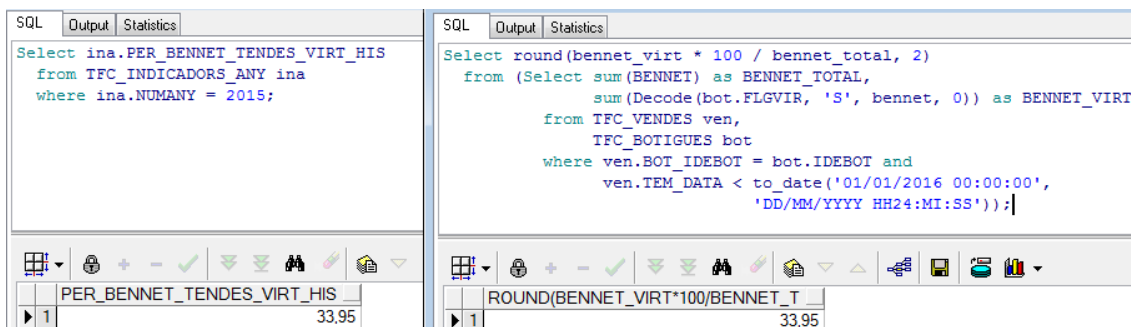 SQL Output Statistics
Select ina.PER_BENNET_TENDES_VIRT_HIS
from TFC_INDICADORS_ANY ina
where ina.NUMANY = 2015;
PER_BENNET_TENDES_VIRT_HIS
1 33,95
SQL Output Statistics
Select round(bennet_virt * 100 / bennet_total, 2)
from (Select sum(BENNET) as BENNET_TOTAL,
sum(Decode(bot.FLGVIR, 'S', bennet, 0)) as BENNET_VIRT
from TFC_VENDES ven,
TFC_BOTIGUES bot
where ven.BOT_IDEBOT = bot.IDEBOT and
ven.TEM_DATA < to_date('01/01/2016 00:00:00',
'DD/MM/YYYY HH24:MI:SS'));
ROUND(BENNET_VIRT*100/BENNET_T
1 33,95